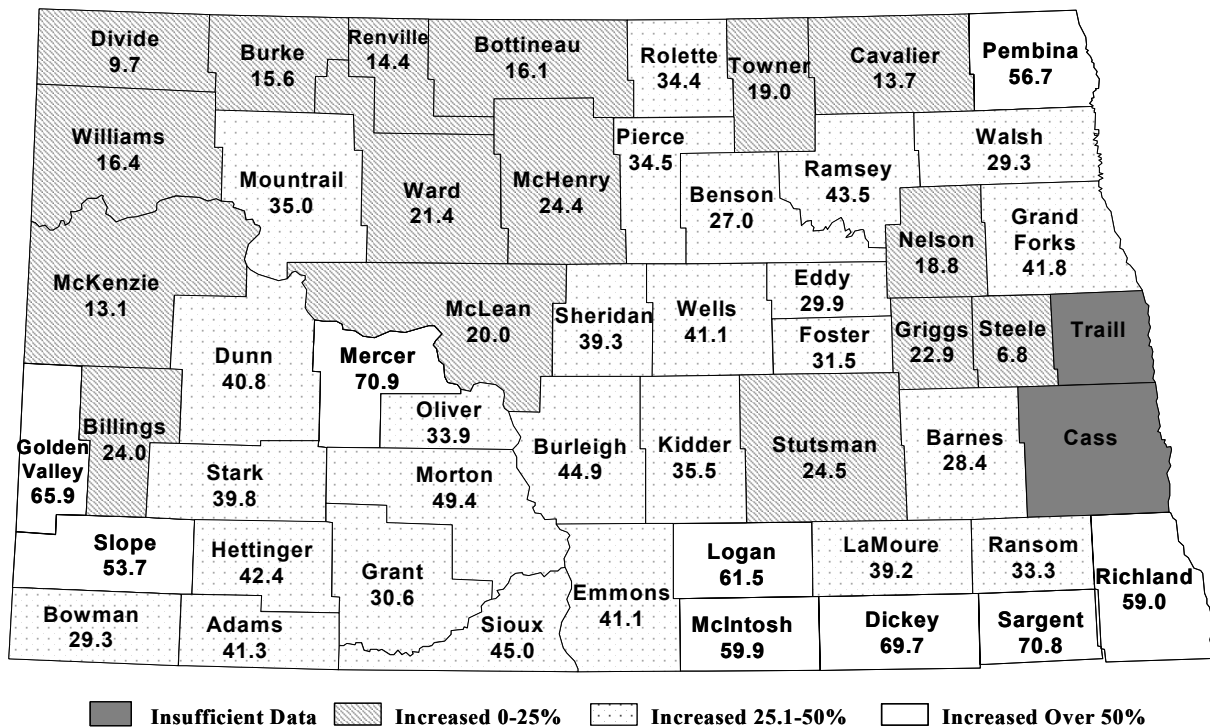 Divide
9.7
Burke
15.6
Renville
14.4
Bottineau
16.1
Rolette
34.4
Towner
19.0
Cavalier
13.7
Pembina
56.7
Williams
16.4
Mountrail
35.0
Ward
21.4
McHenry
24.4
Pierce
34.5
Benson
27.0
Ramsey
43.5
Walsh
29.3
Nelson
18.8
Grand
Forks
41.8
McKenzie
13.1
Dunn
40.8
Mercer
70.9
McLean
20.0
Sheridan
39.3
Wells
41.1
Eddy
29.9
Foster
31.5
Griggs
22.9
Steele
6.8
Traill
Golden
Valley
65.9
Billings
24.0
Stark
39.8
Oliver
33.9
Morton
49.4
Burleigh
44.9
Kidder
35.5
Stutsman
24.5
Barnes
28.4
Cass
Slope
53.7
Hettinger
42.4
Grant
30.6
Emmons
41.1
Logan
61.5
LaMoure
39.2
Ransom
33.3
Richland
59.0
Bowman
29.3
Adams
41.3
Sioux
45.0
McIntosh
59.9
Dickey
69.7
Sargent
70.8
Insufficient Data
Increased 0-25%
Increased 25.1-50%
Increased Over 50%